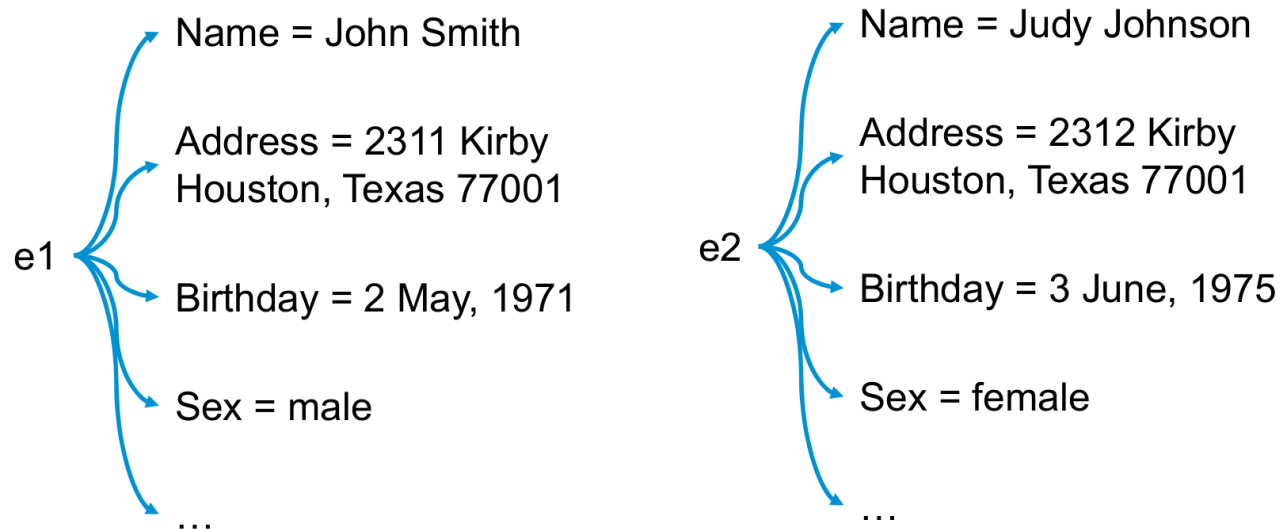 e1
Name = John Smith
Address = 2311 Kirby
Houston, Texas 77001
Birthday = 2 May, 1971
Sex = male
…
e2
Name = Judy Johnson
Address = 2312 Kirby
Houston, Texas 77001
Birthday = 3 June, 1975
Sex = female
…